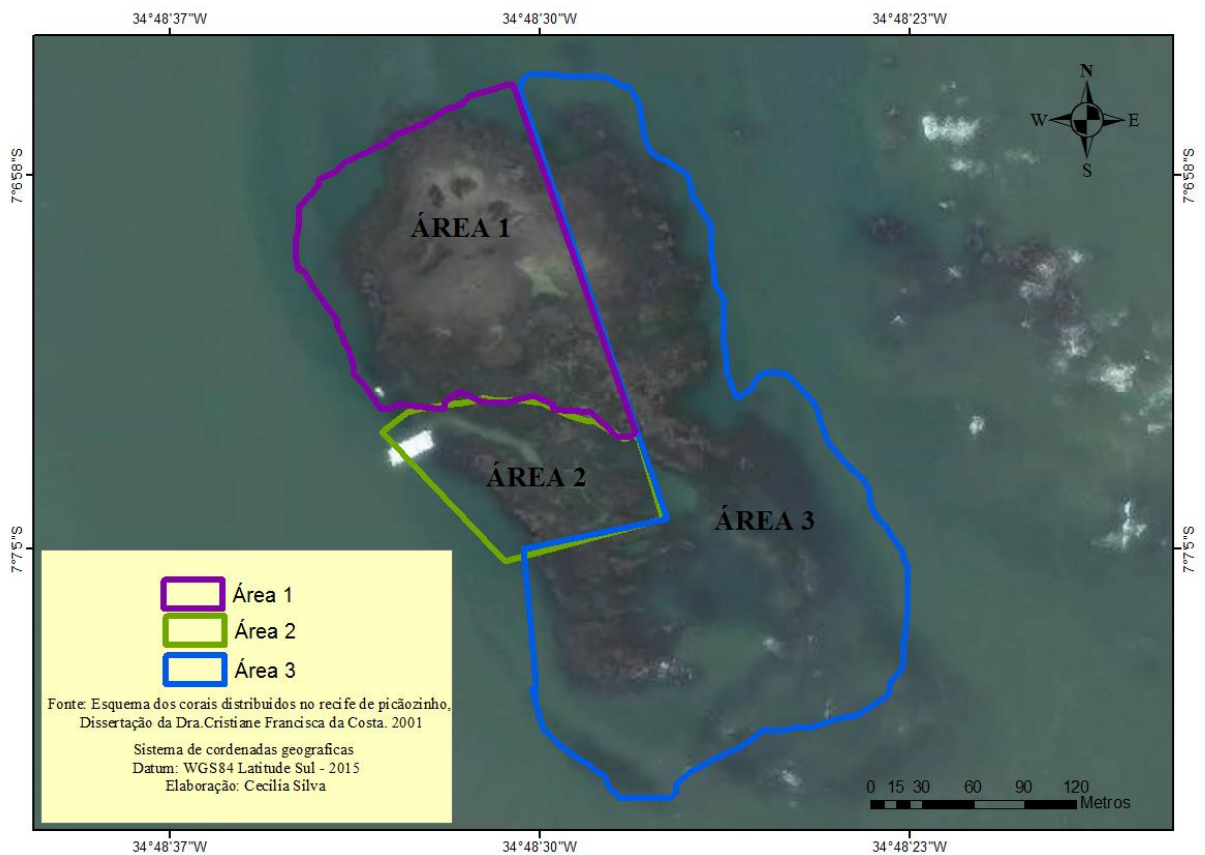 34°48'37"W 34°48'30"W 34°48'23"W
N
W E
S
7°6'58"S 7°6'58"S
ÁREA 1
ÁREA 2
ÁREA 3
7°7'5"S 7°7'5"S
Área 1
Área 2
Área 3
Fonte: Esquema dos corais distribuidos no recife de picãozinho,
Dissertação da Dra.Cristiane Francisca da Costa. 2001
Sistema de cordenadas geograficas
Datum: WGS84 Latitude Sul - 2015
Elaboração: Cecilia Silva
0 15 30 60 90 120
Metros
34°48'37"W 34°48'30"W 34°48'23"W